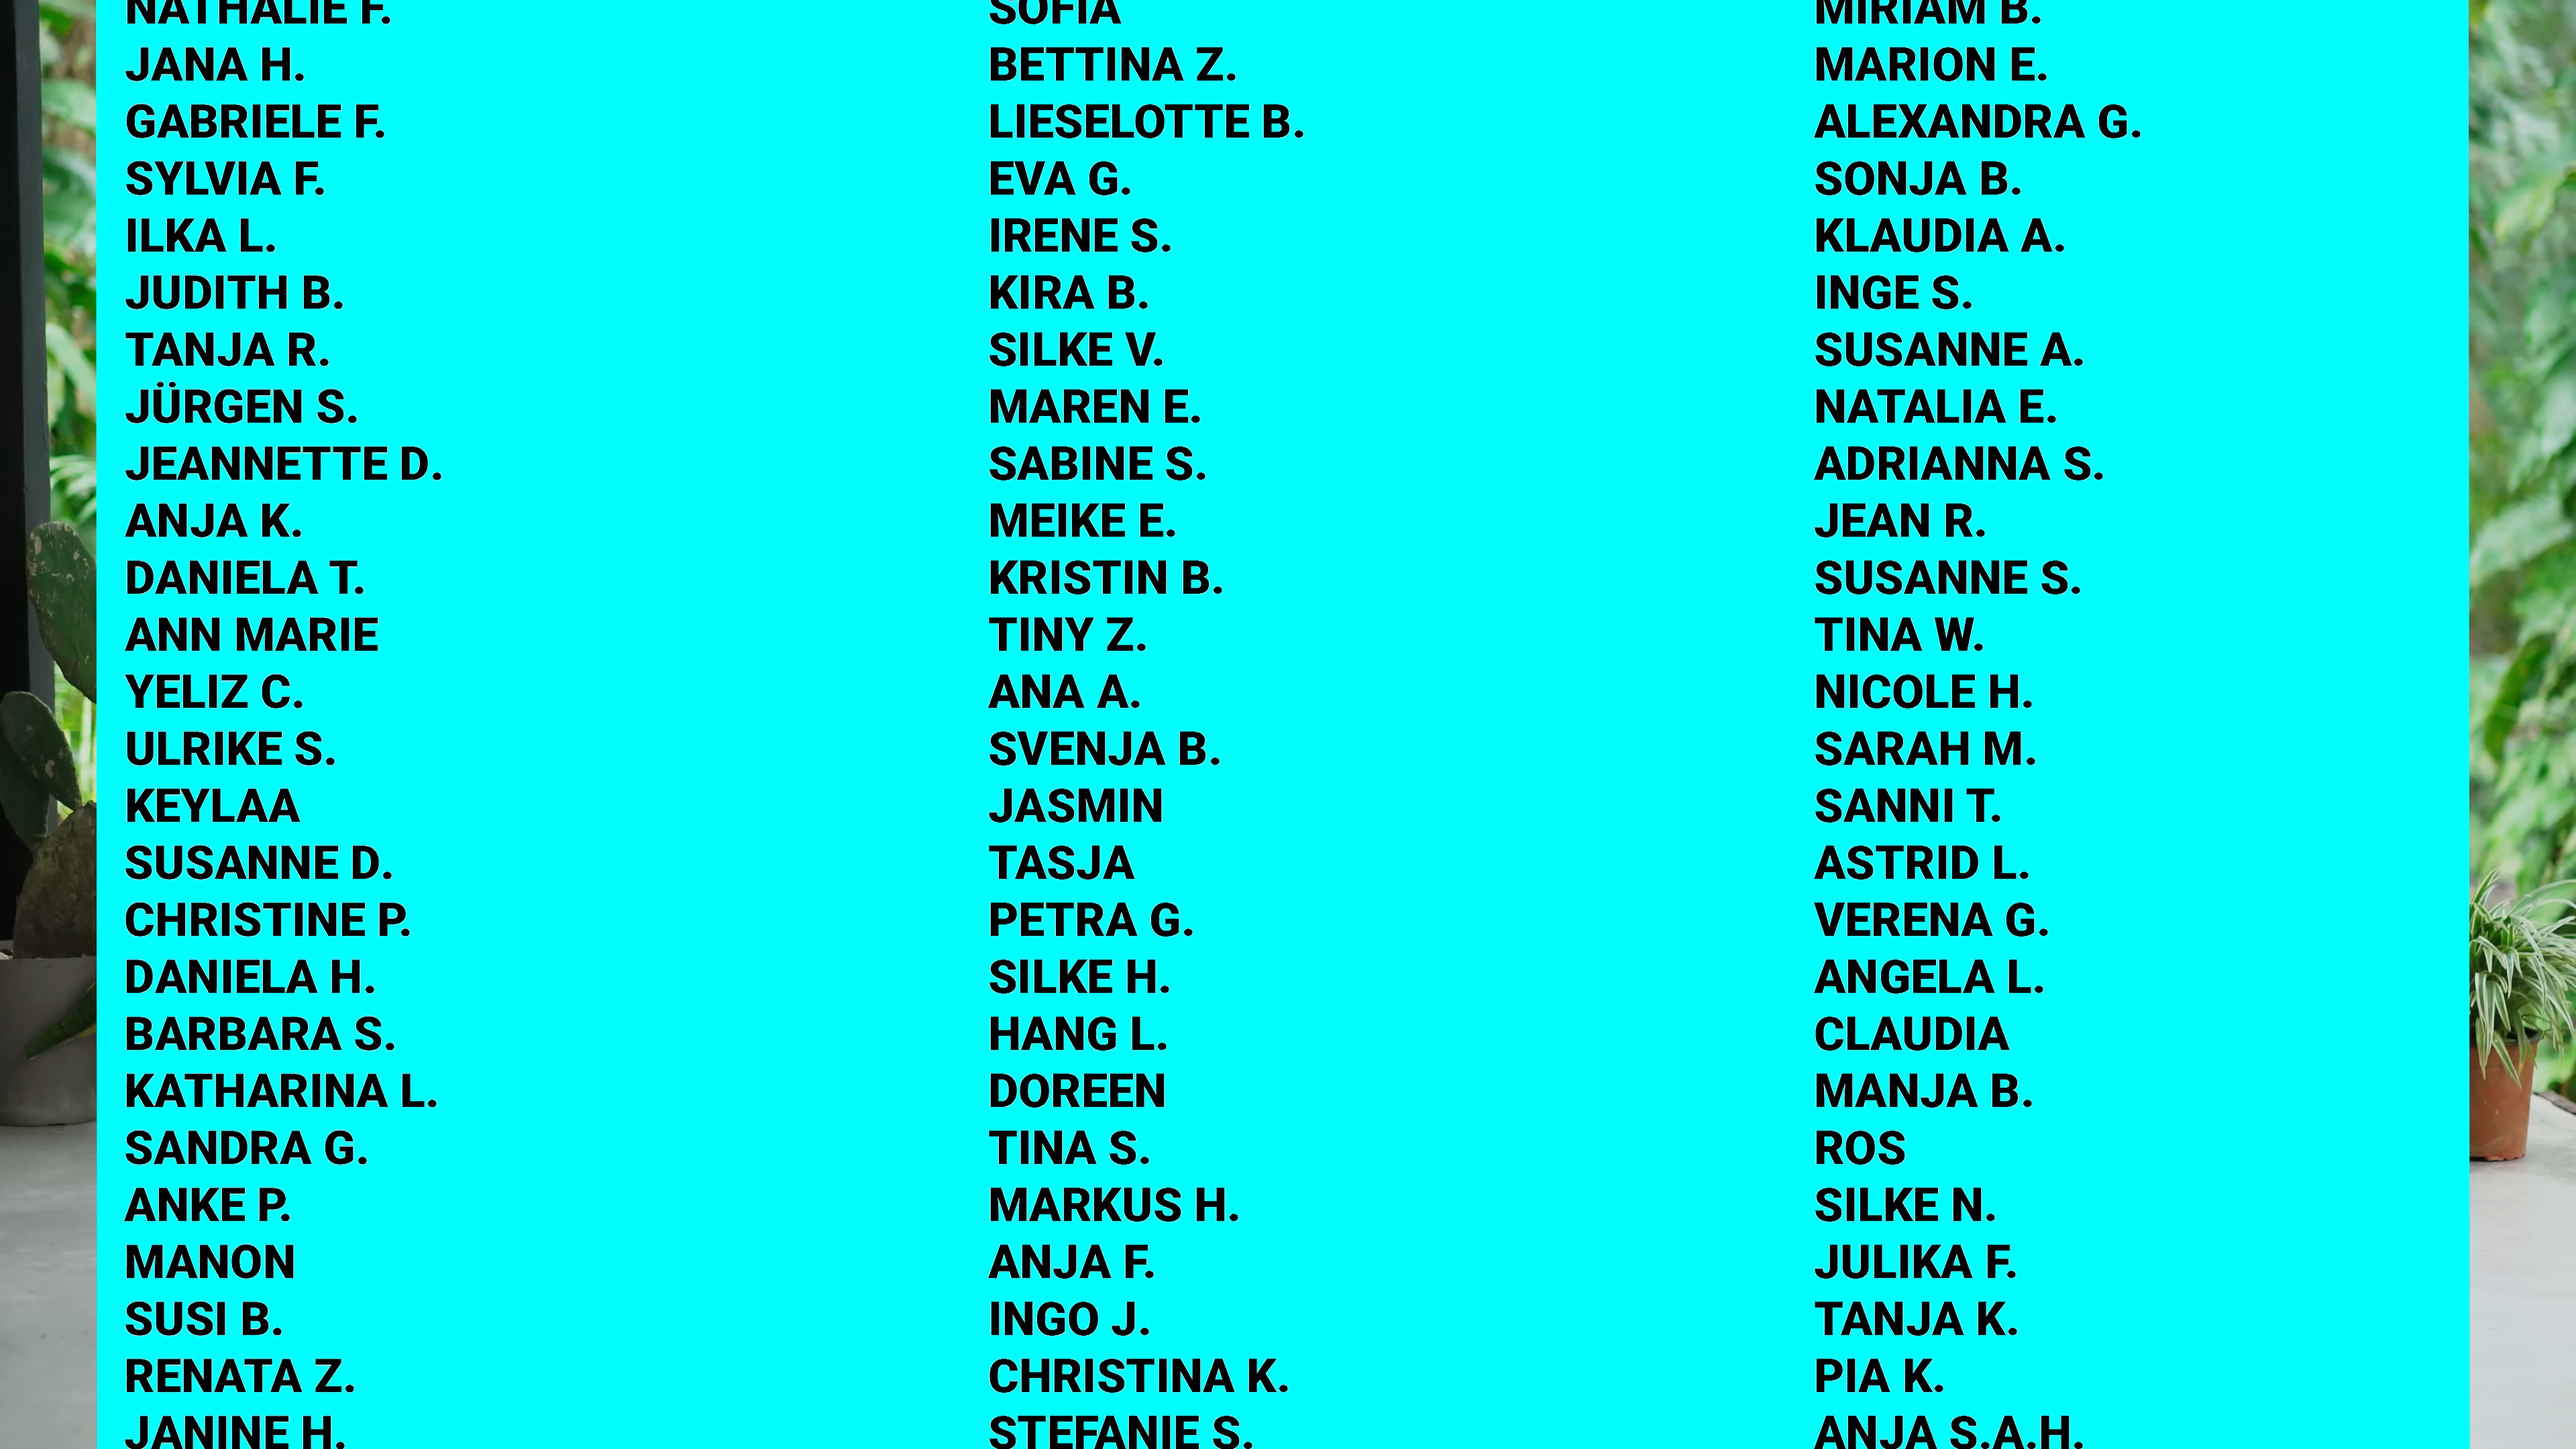 NATHALIE F.
JANA H.
GABRIELE F.
SYLVIA F.
ILKA L.
JUDITH B.
TANJA R.
JÜRGEN S.
JEANNETTE D.
ANJA K.
DANIELA T.
ANN MARIE
YELIZ C.
ULRIKE S.
KEYLAA
SUSANNE D.
CHRISTINE P.
DANIELA H.
BARBARA S.
KATHARINA L.
SANDRA G.
ANKE P.
MANON
SUSI B.
RENATA Z.
JANINE H.
SOFIA
BETTINA Z.
LIESELOTTE B.
EVA G.
IRENE S.
KIRA B.
SILKE V.
MAREN E.
SABINE S.
MEIKE E.
KRISTIN B.
TINY Z.
ANA A.
SVENJA B.
JASMIN
TASJA
PETRA G.
SILKE H.
HANG L.
DOREEN
TINA S.
MARKUS H.
ANJA F.
INGO J.
CHRISTINA K.
STEFANIE S.
MIRIAM B.
MARION E.
ALEXANDRA G.
SONJA B.
KLAUDIA A.
INGE S.
SUSANNE A.
NATALIA E.
ADRIANNA S.
JEAN R.
SUSANNE S.
TINA W.
NICOLE H.
SARAH M.
SANNI T.
ASTRID L.
VERENA G.
ANGELA L.
CLAUDIA
MANJA B.
ROS
SILKE N.
JULIKA F.
TANJA K.
PIA K.
ANJA S.A.H.